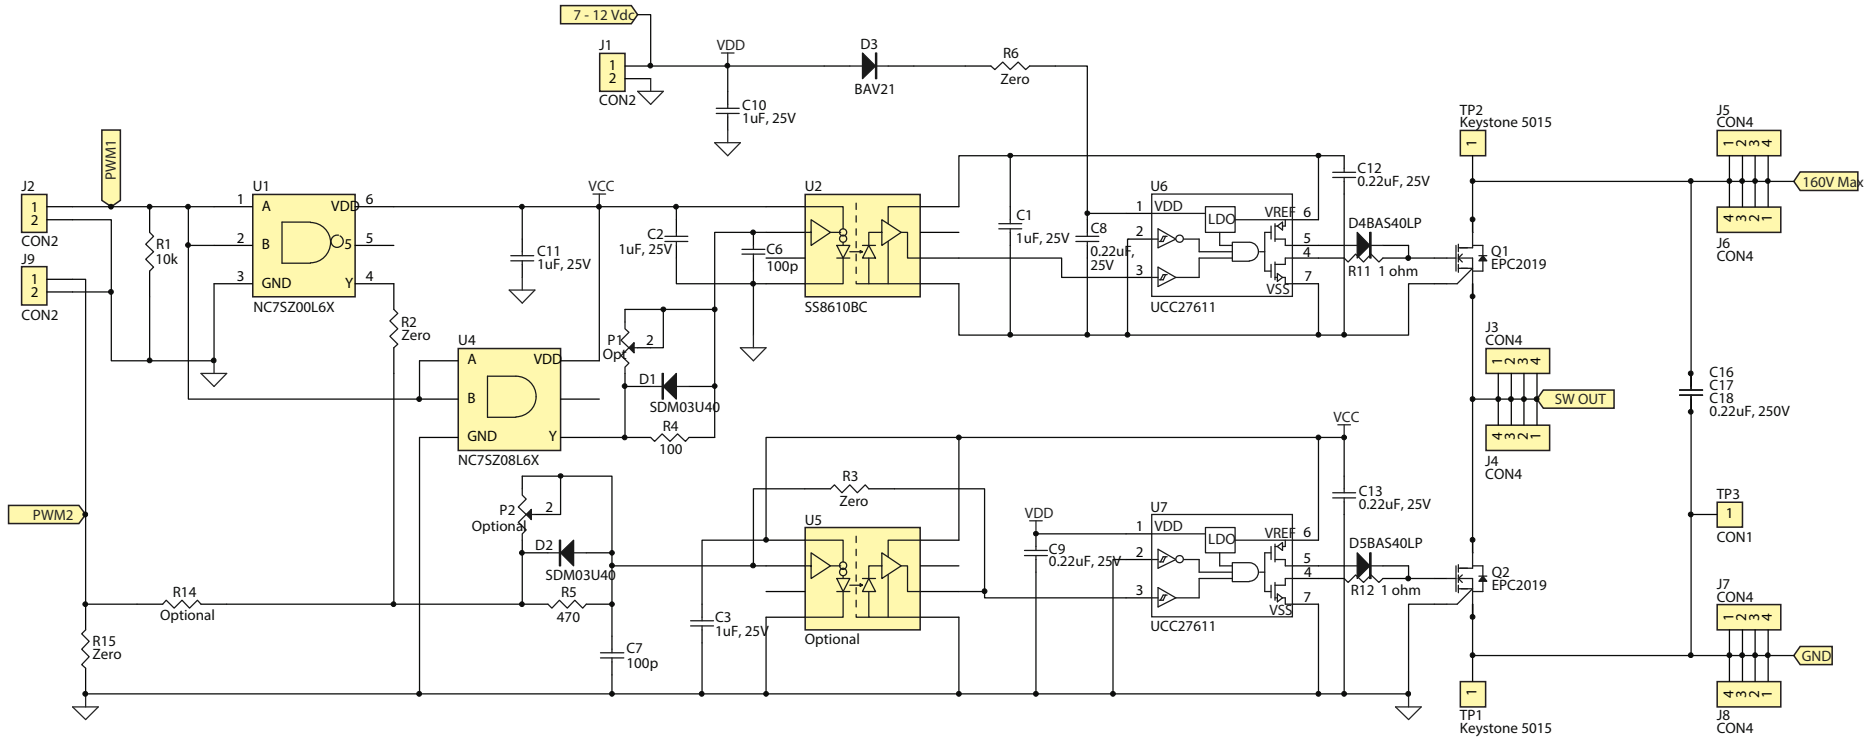 7 - 12 Vdc
J1
1
2
CON2
VDD
C10
1uF, 25V
D3
BAV21
R6
Zero
TP2
Keystone 5015
1
J5
CON4
1 2 3 4
160V Max
4 3 2 1
J6
CON4
PWM1
J2
1
2
CON2
J9
1
2
CON2
R1
10k
U1
1 A VDD 6
2 B 5 5
3 GND Y 4
NC7SZ00L6X
R2
Zero
VCC
C11
1uF, 25V
C2
1uF, 25V
U2
SS8610BC
C6
100p
C1
1uF, 25V
C8
0.22uF,
25V
U6
1 VDD
2
3
LDO
VREF 6
5
4
VSS 7
UCC27611
C12
0.22uF, 25V
D4BAS40LP
R11 1 ohm
Q1
EPC2019
U4
A VDD
B
GND Y
NC7SZ08L6X
P1
Opt
2
D1
SDM03U40
R4
100
J3
CON4
1 2 3 4
SW OUT
4 3 2 1
J4
CON4
C16
C17
C18
0.22uF, 250V
VCC
P2
Optional
2
D2
SDM03U40
R5
470
R3
Zero
U5
Optional
C3
1uF, 25V
C7
100p
VDD
C9
0.22uF, 25V
U7
1 VDD
2
3
LDO
VREF 6
5
4
VSS 7
UCC27611
C13
0.22uF, 25V
D5BAS40LP
R12 1 ohm
Q2
EPC2019
TP3
1
CON1
PWM2
R14
Optional
R15
Zero
J7
CON4
1 2 3 4
GND
4 3 2 1
J8
CON4
1
TP1
Keystone 5015